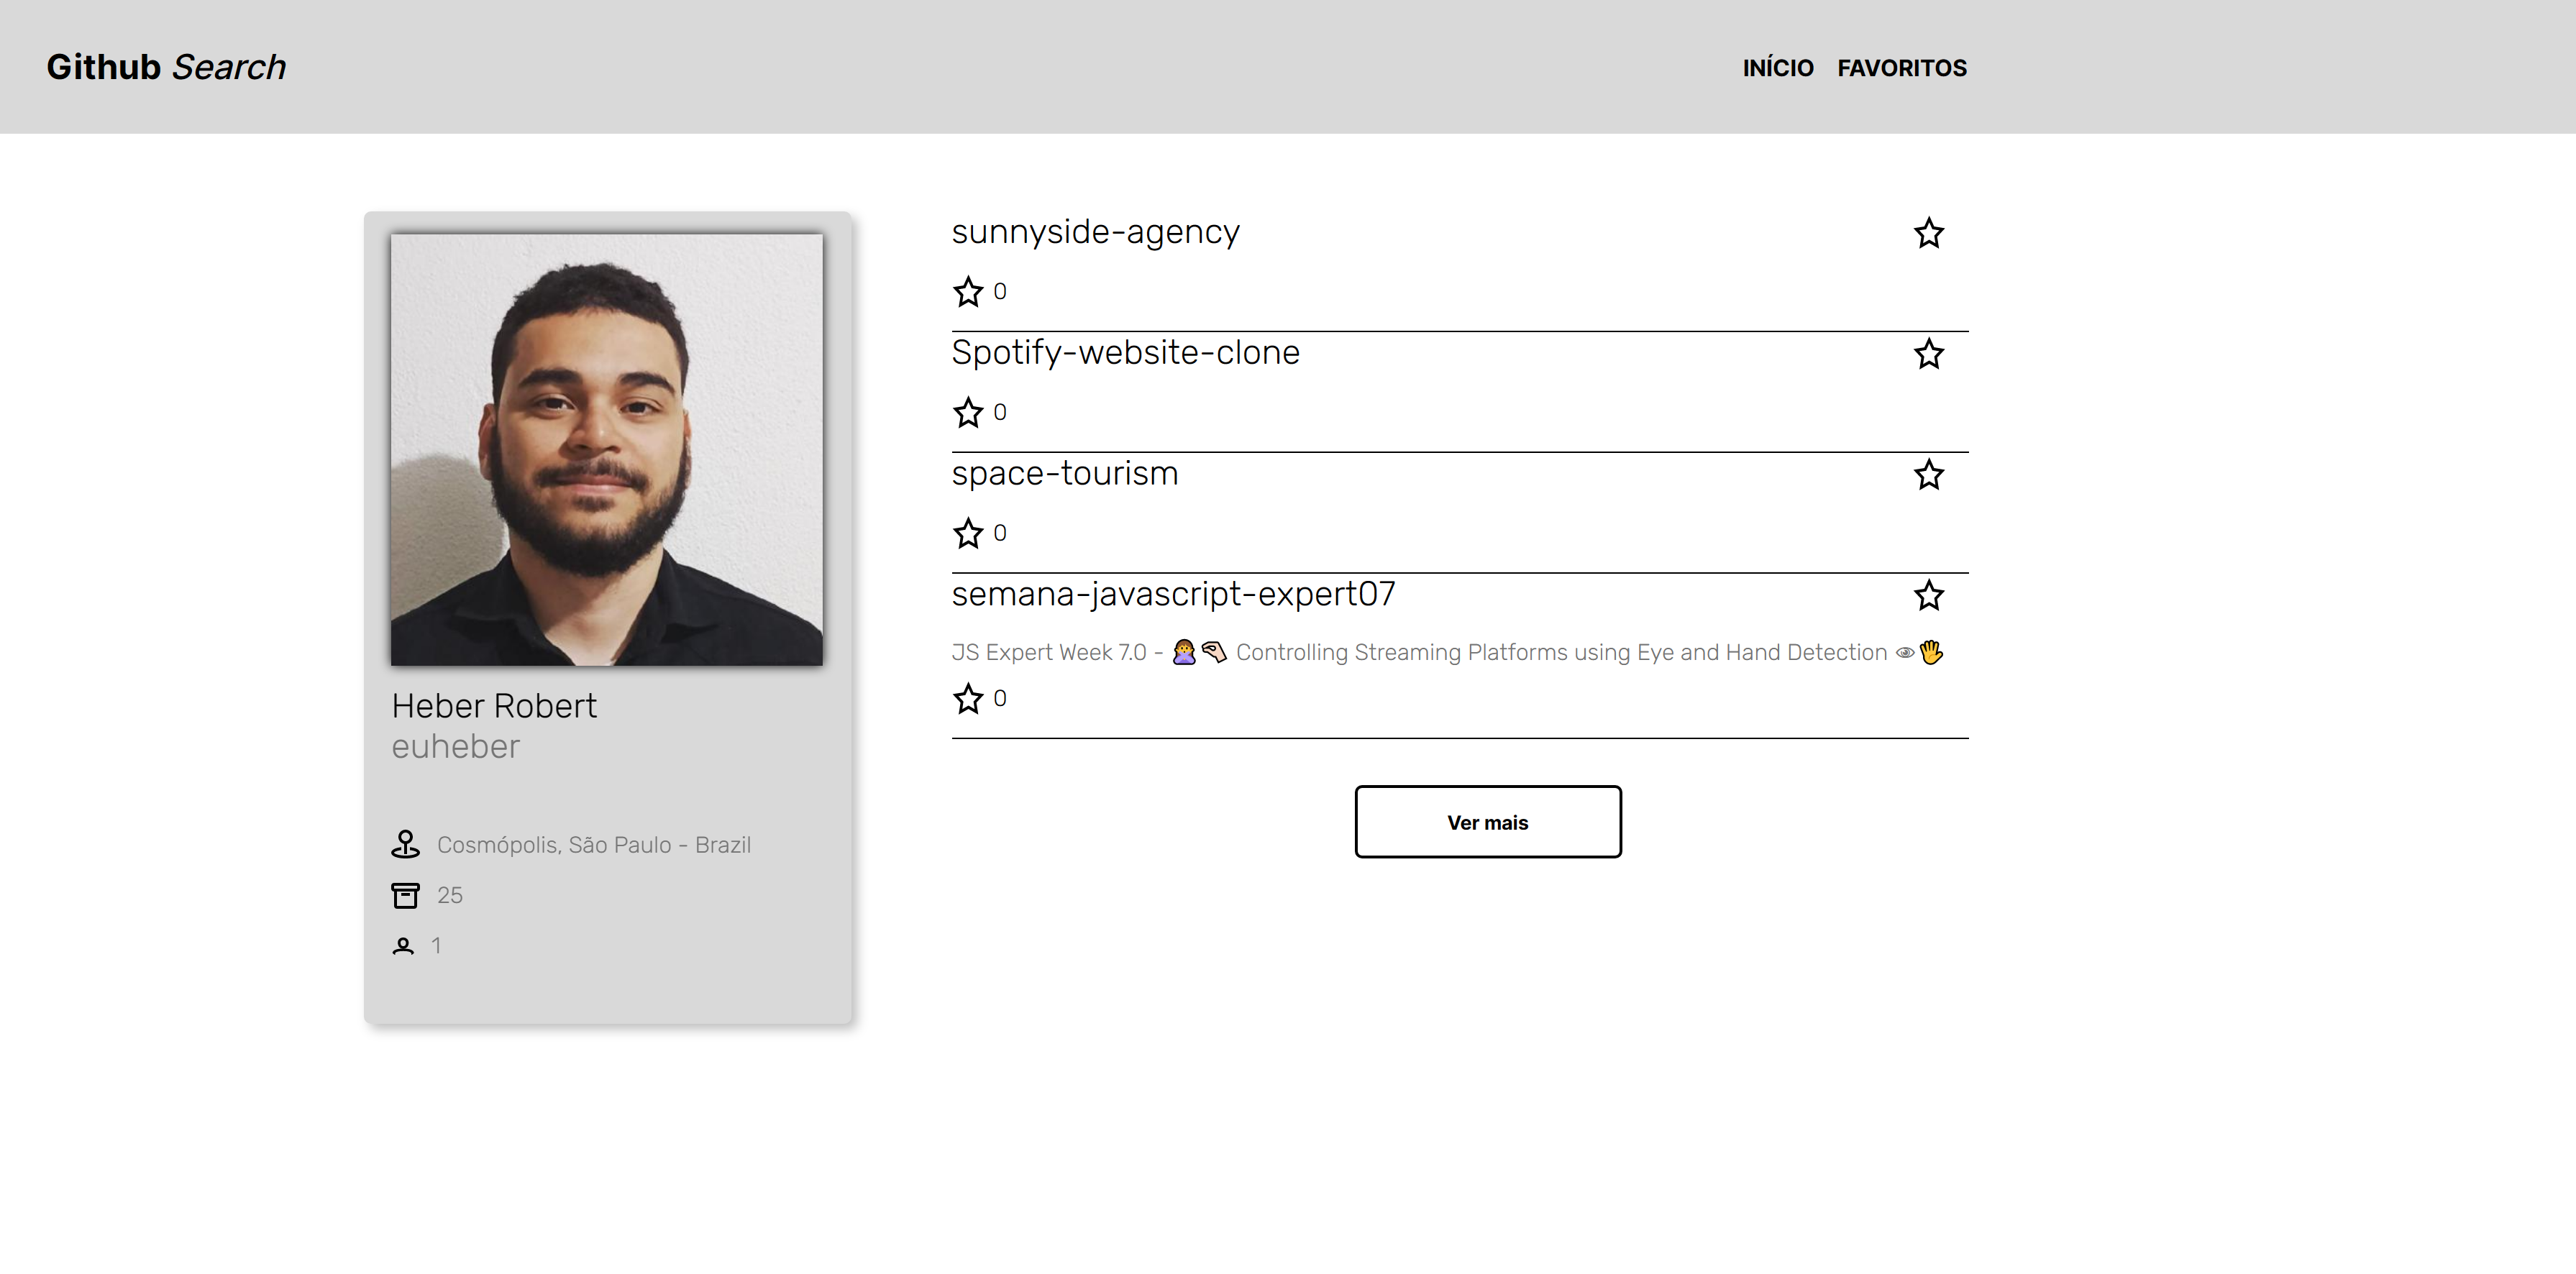 Github Search
INÍCIO FAVORITOS
Heber Robert
euheber
Cosmópolis, São Paulo - Brazil
25
1
sunnyside-agency
0
Spotify-website-clone
0
space-tourism
0
semana-javascript-expert07
JS Expert Week 7.0 - 🙎🏽‍♀️🤏🏻 Controlling Streaming Platforms using Eye and Hand Detection 👁🖐
0
Ver mais